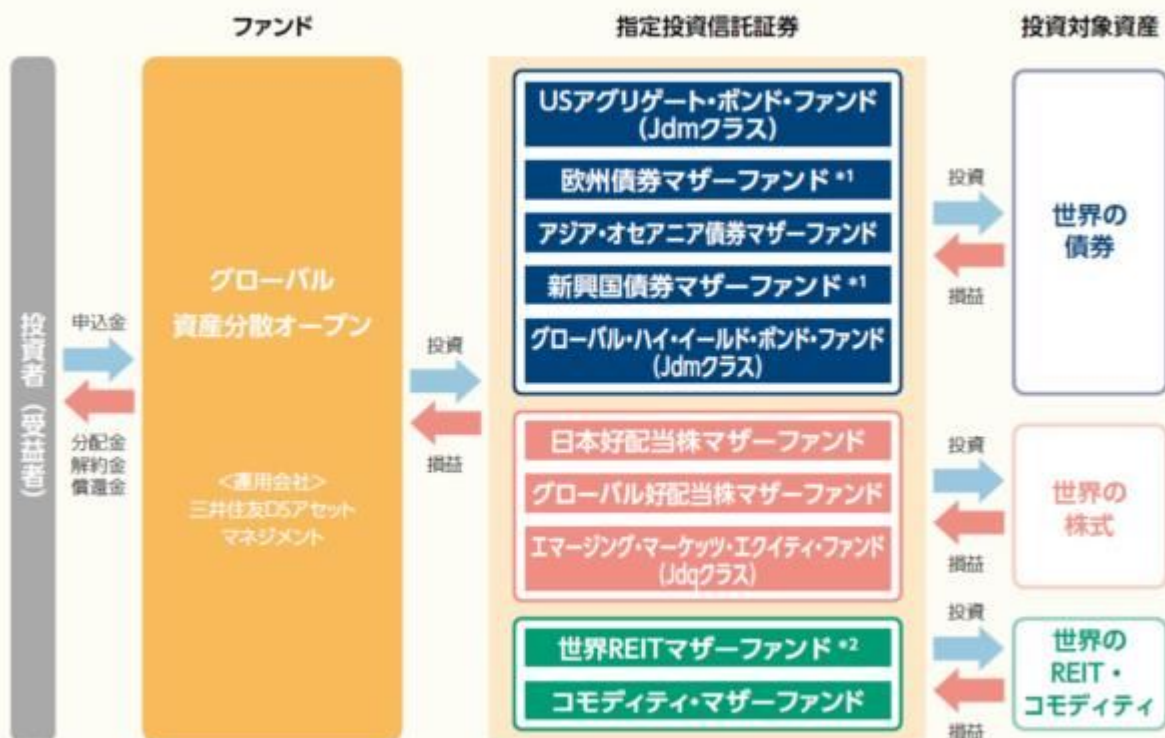 ファンド
指定投資信託証券
投資対象資産
投資者（受益者）
申込金
分配金
解約金
償還金
グローバル
資産分散オープン
<運用会社>
三井住友DSアセット
マネジメント
投資
損益
USアグリゲート・ボンド・ファンド
(Jdmクラス)
欧州債券マザーファンド *1
アジア・オセアニア債券マザーファンド
新興国債券マザーファンド *1
グローバル・ハイ・イールド・ボンド・ファンド
(Jdmクラス)
投資
損益
世界の
債券
日本好配当株マザーファンド
グローバル好配当株マザーファンド
エマージング・マーケッツ・エクイティ・ファンド
(Jdqクラス)
投資
損益
世界の
株式
世界REITマザーファンド *2
コモディティ・マザーファンド
投資
損益
世界の
REIT・
コモディティ